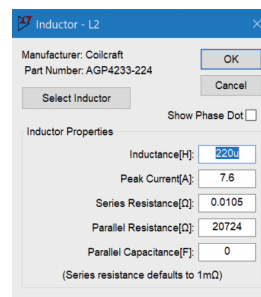 Inductor - L2
Manufacturer: Coilcraft
Part Number: AGP4233-224
OK
Cancel
Select Inductor
Show Phase Dot
Inductor Properties
Inductance[H]: 220u
Peak Current[A]: 7.6
Series Resistance[Ω]: 0.0105
Parallel Resistance[Ω]: 20724
Parallel Capacitance[F]: 0
(Series resistance defaults to 1mΩ)